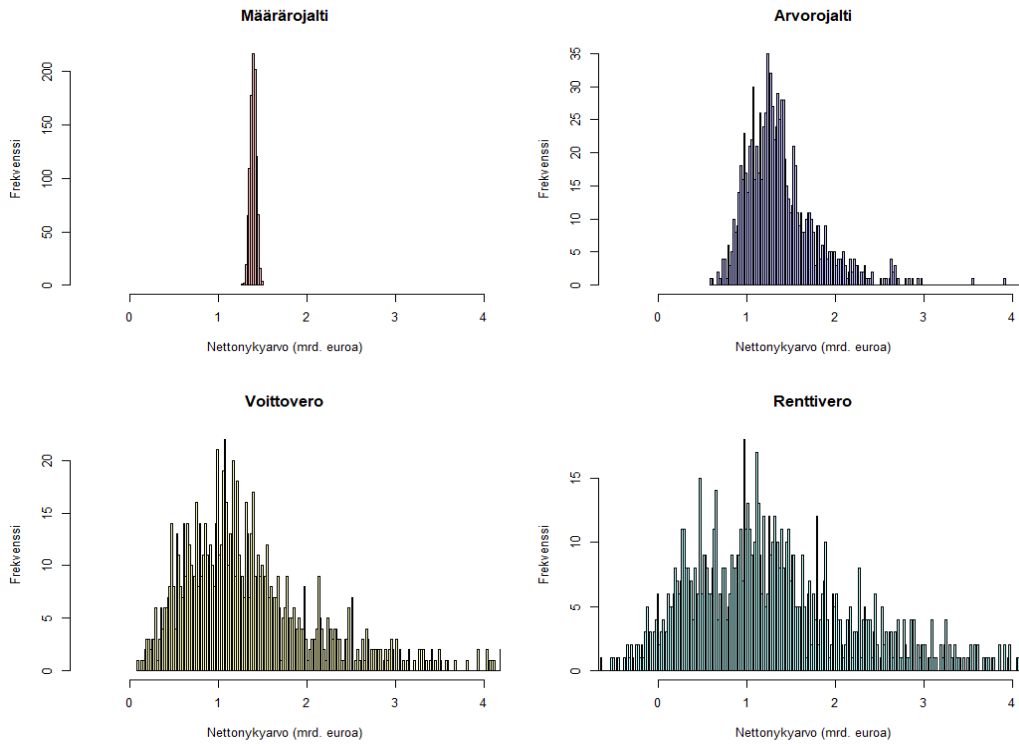 Määrärojalti
Frekvenssi
200
150
100
50
0
0 1 2 3 4
Nettonykyarvo (mrd. euroa)
Arvorojalti
Frekvenssi
35
30
25
20
15
10
5
0
0 1 2 3 4
Nettonykyarvo (mrd. euroa)
Voittovero
Frekvenssi
20
15
10
5
0
0 1 2 3 4
Nettonykyarvo (mrd. euroa)
Renttivero
Frekvenssi
15
10
5
0
0 1 2 3 4
Nettonykyarvo (mrd. euroa)